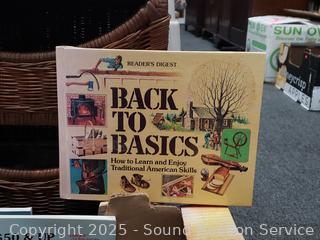 READER'S DIGEST
BACK
TO
BASICS
How to Learn and Enjoy
Traditional American Skills
SUN
Copyright 2025 - Sound Auction Service